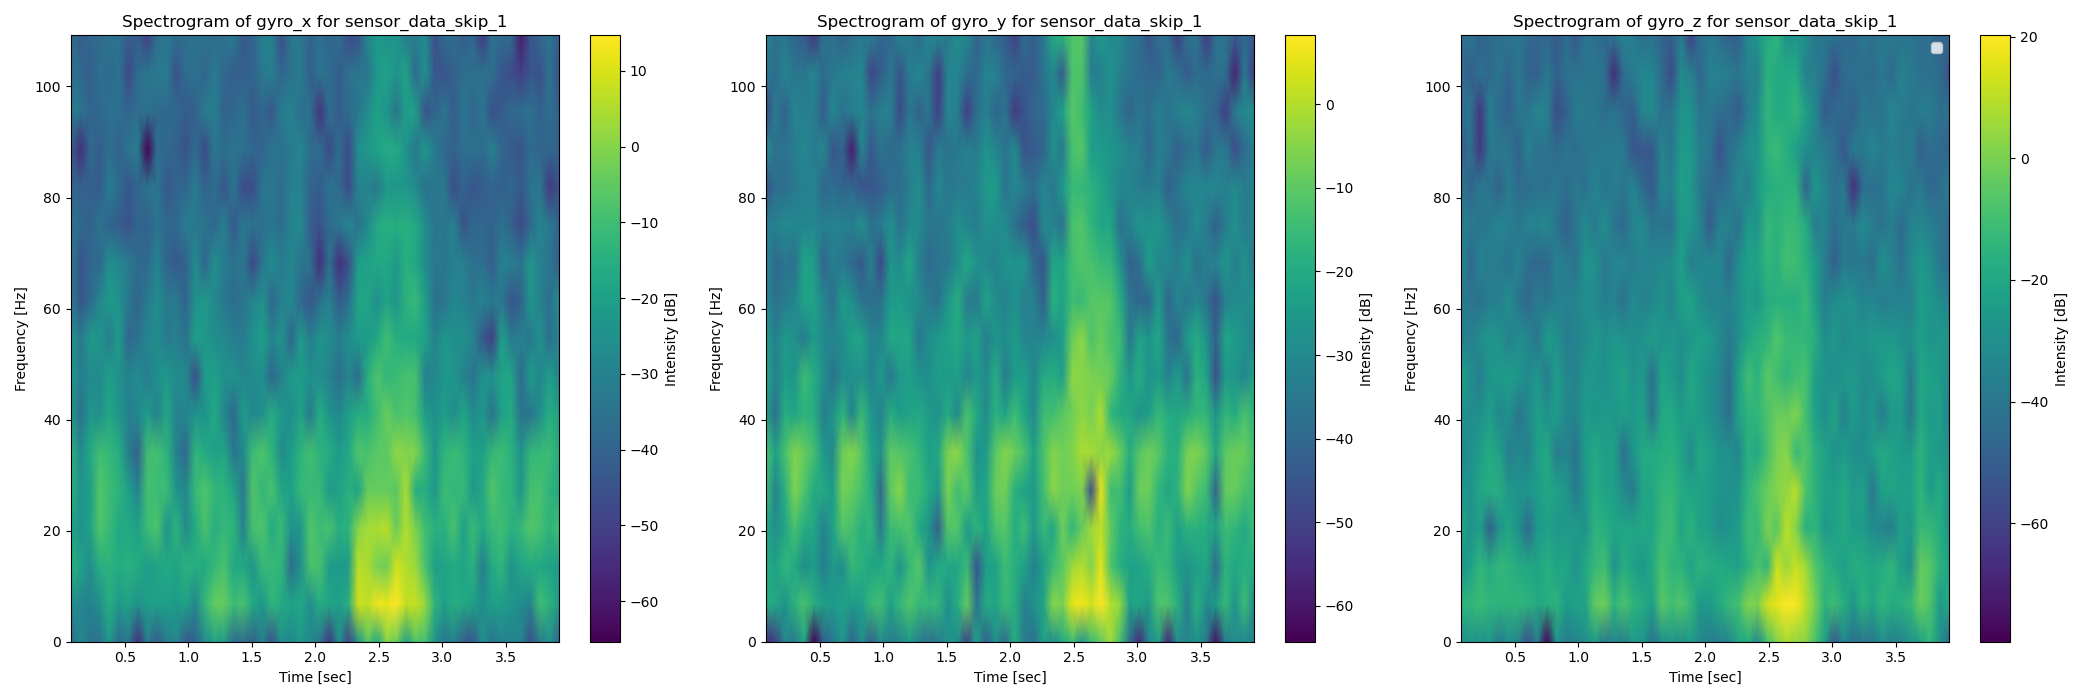 Spectrogram of gyro_x for sensor_data_skip_1
100
80
60
40
20
0
Frequency [Hz]
0.5 1.0 1.5 2.0 2.5 3.0 3.5
Time [sec]
10
0
−10
−20
−30
−40
−50
−60
Intensity [dB]
Spectrogram of gyro_y for sensor_data_skip_1
100
80
60
40
20
0
Frequency [Hz]
0.5 1.0 1.5 2.0 2.5 3.0 3.5
Time [sec]
0
−10
−20
−30
−40
−50
−60
Intensity [dB]
Spectrogram of gyro_z for sensor_data_skip_1
100
80
60
40
20
0
Frequency [Hz]
0.5 1.0 1.5 2.0 2.5 3.0 3.5
Time [sec]
20
0
−20
−40
−60
Intensity [dB]